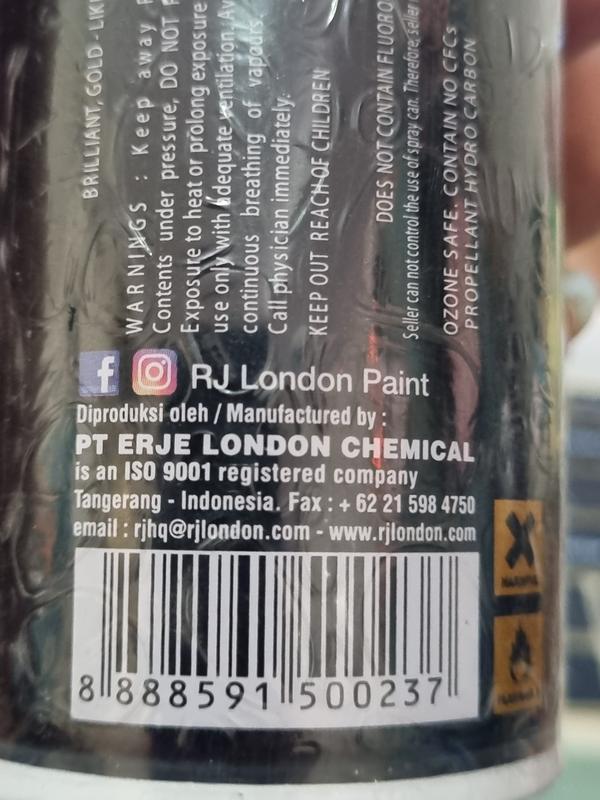 BRILLIANT, GOLD - LIK
WARNINGS : Keep away
Contents under pressure, DO NOT
Exposure to heat or prolong exposure
use only with adequate ventilation. Av
continuous breathing of vapours.
Call physician immediately.
KEEP OUT REACH OF CHILDREN
DOES NOT CONTAIN FLUORO
Seller can not control the use of spray can. Therefore, seller
OZONE SAFE. CONTAIN NO CFCs
PROPELLANT HYDRO CARBON
RJ London Paint
Diproduksi oleh / Manufactured by :
PT ERJE LONDON CHEMICAL
is an ISO 9001 registered company
Tangerang - Indonesia. Fax : + 62 21 598 4750
email : rjhq@rjlondon.com - www.rjlondon.com
HARMFUL
8 888591 500237